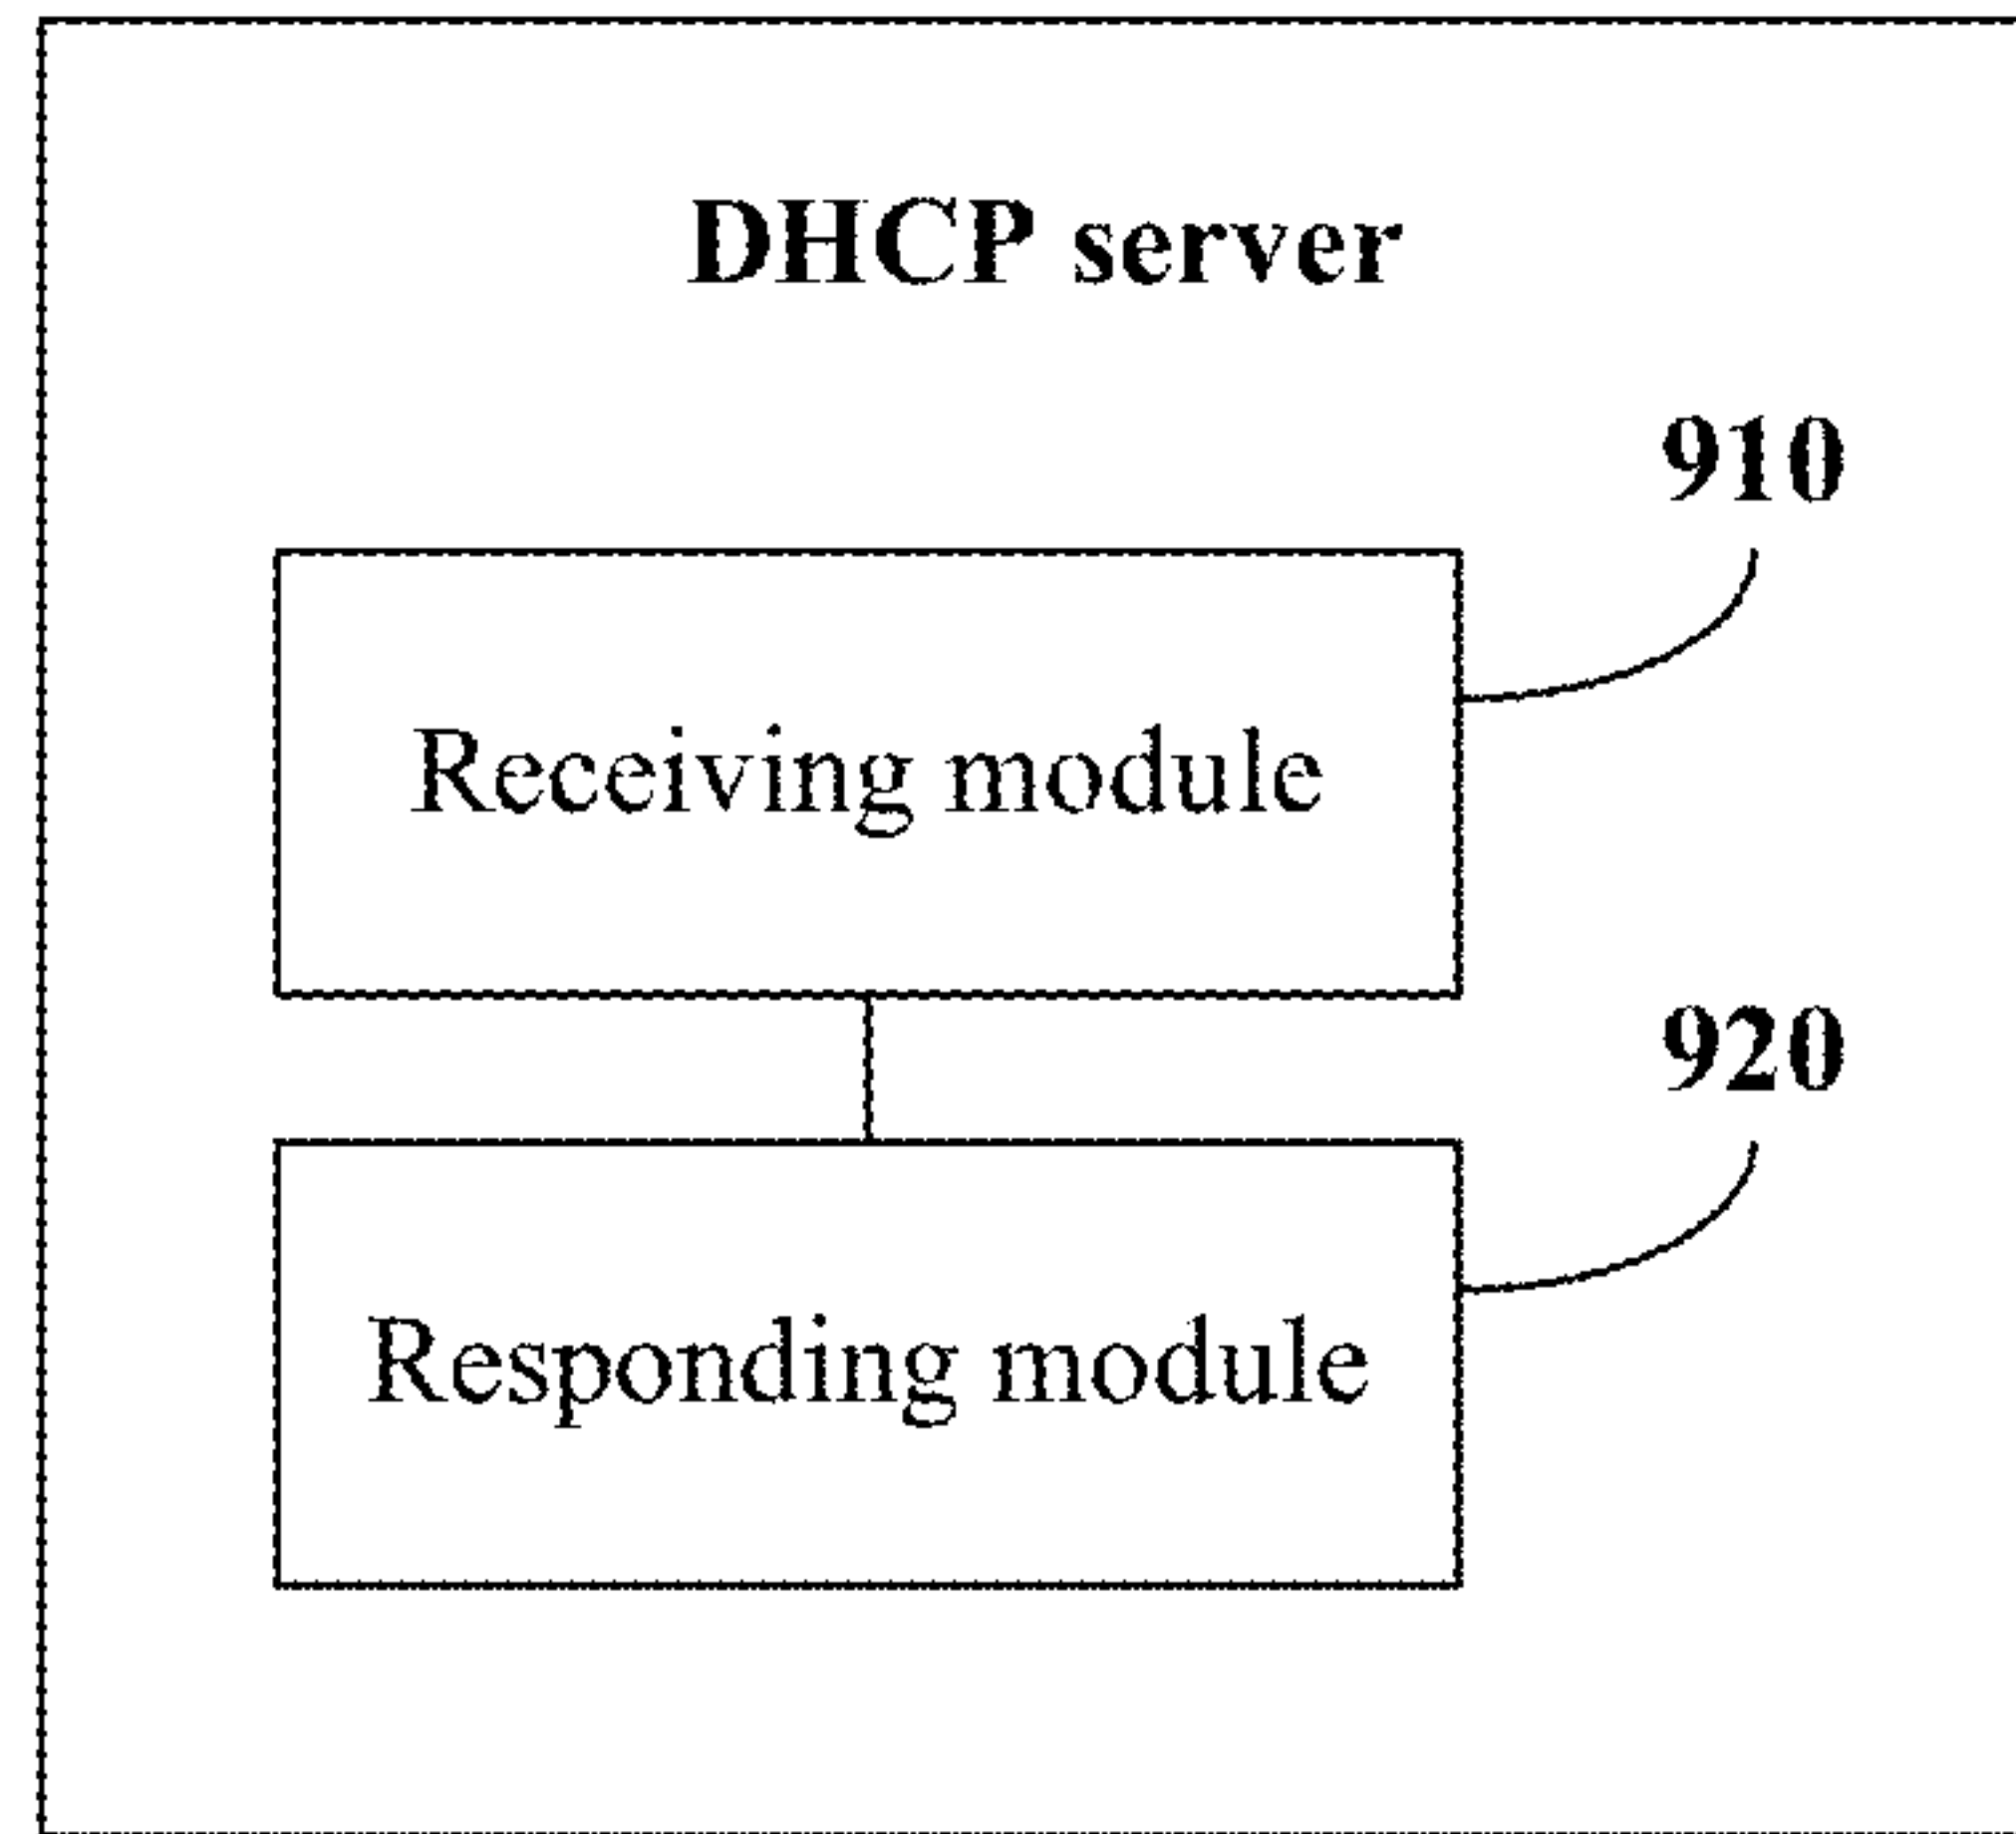 DHCP server
910
Receiving module
920
Responding module